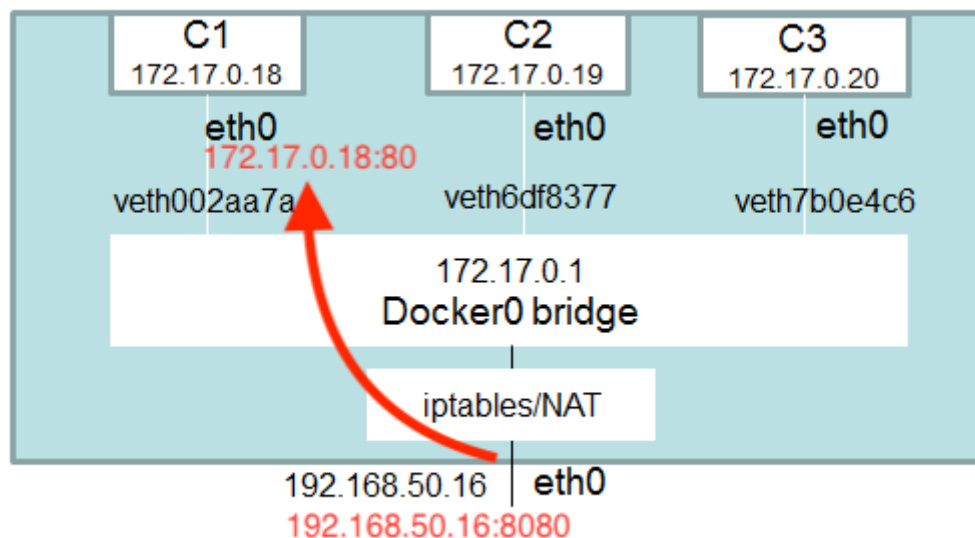 C1
172.17.0.18
C2
172.17.0.19
C3
172.17.0.20
eth0
eth0
eth0
172.17.0.18:80
veth002aa7a
veth6df8377
veth7b0e4c6
172.17.0.1
Docker0 bridge
iptables/NAT
192.168.50.16
eth0
192.168.50.16:8080